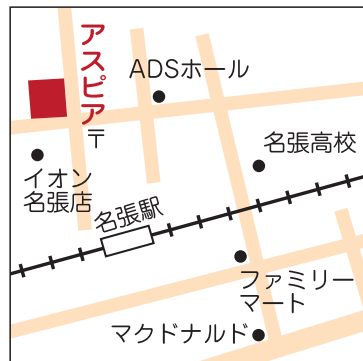 アスピア
ADSホール
〒
名張高校
イオン
名張店
名張駅
ファミリー
マート
マクドナルド